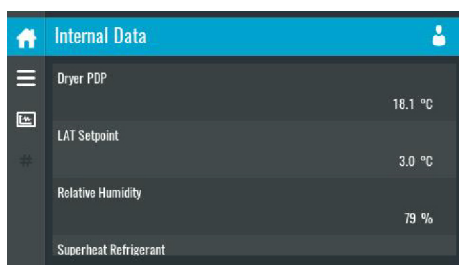 Internal Data
Dryer PDP
18.1 °C
LAT Setpoint
3.0 °C
Relative Humidity
79 %
Superheat Refrigerant